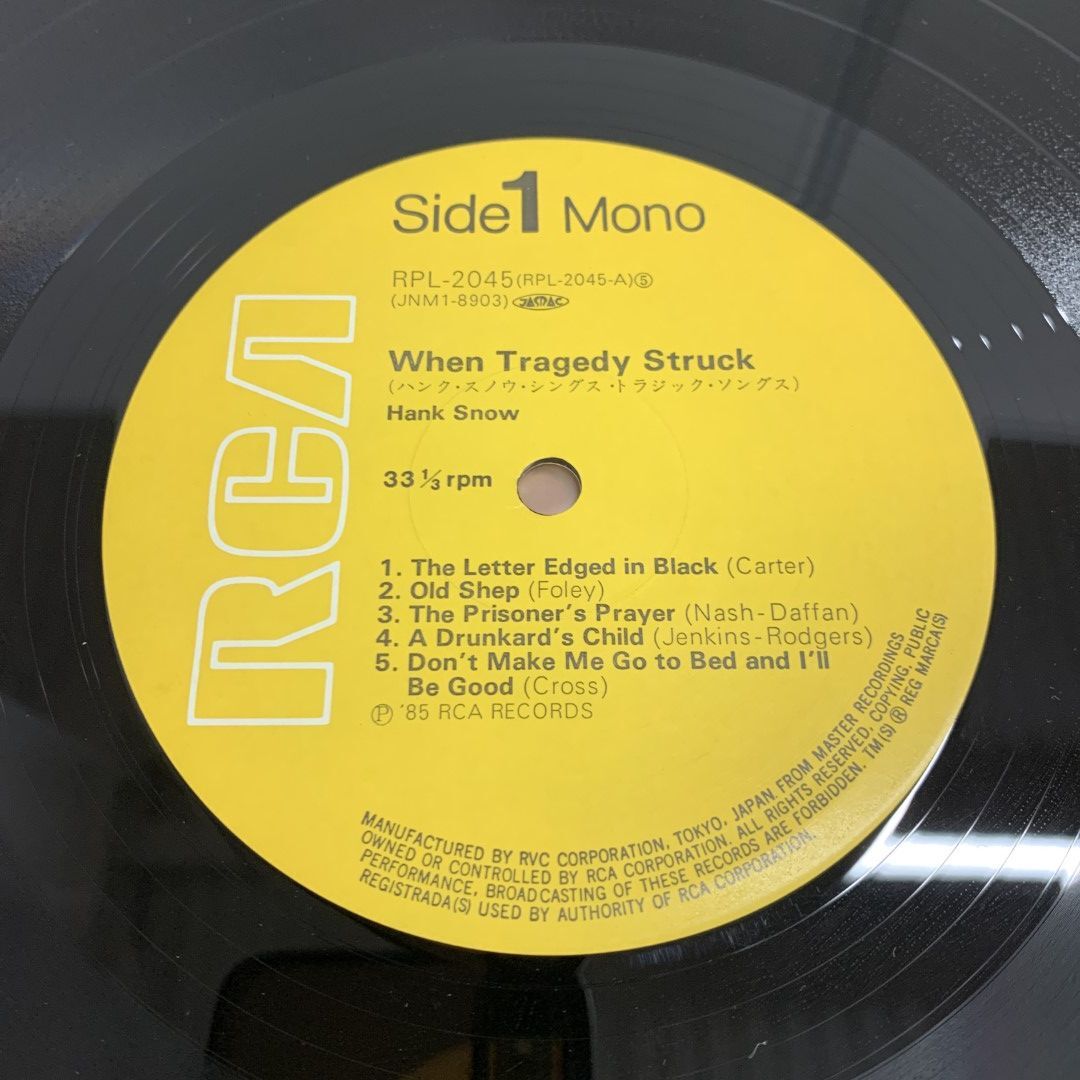 Side 1 Mono
RPL-2045 (RPL-2045-A) ⑤
(JNM1-8903) JASRAC
When Tragedy Struck
(ハンク・スノウ・シングス・トラジック・ソングス)
Hank Snow
33 ⅓ rpm
RCA
1. The Letter Edged in Black (Carter)
2. Old Shep (Foley)
3. The Prisoner's Prayer (Nash-Daffan)
4. A Drunkard's Child (Jenkins-Rodgers)
5. Don't Make Me Go to Bed and I'll
Be Good (Cross)
Ⓟ '85 RCA RECORDS
MANUFACTURED BY RVC CORPORATION, TOKYO, JAPAN. FROM MASTER RECORDINGS
OWNED OR CONTROLLED BY RCA CORPORATION. ALL RIGHTS RESERVED, COPYING, PUBLIC
PERFORMANCE, BROADCASTING OF THESE RECORDS ARE FORBIDDEN. TM(S) ® REG MARCA(S)
REGISTRADA(S) USED BY AUTHORITY OF RCA CORPORATION.